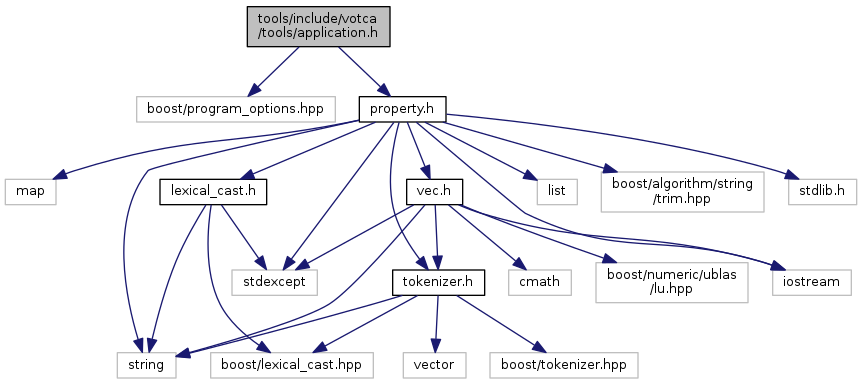 tools/include/votca
/tools/application.h
boost/program_options.hpp
property.h
map
lexical_cast.h
vec.h
list
boost/algorithm/string
/trim.hpp
stdlib.h
stdexcept
tokenizer.h
cmath
boost/numeric/ublas
/lu.hpp
iostream
string
boost/lexical_cast.hpp
vector
boost/tokenizer.hpp